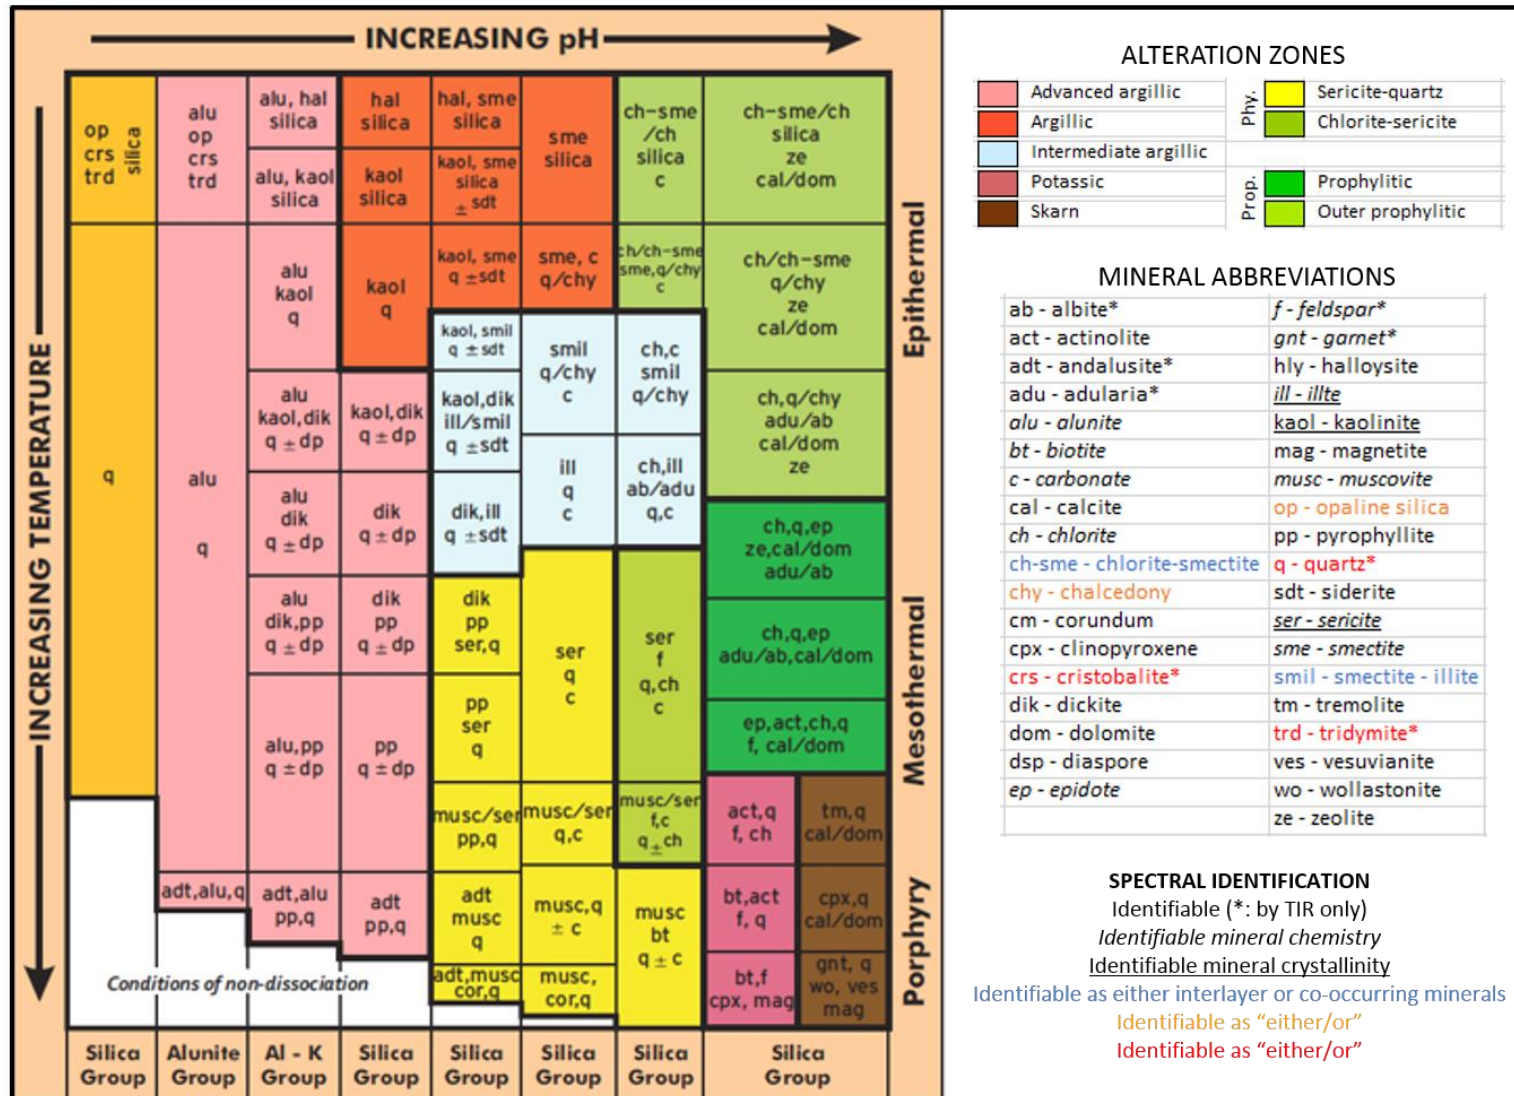 INCREASING pH
INCREASING TEMPERATURE
op
crs
trd
silica
q
alu
op
crs
trd
alu
q
adt,alu,q
alu, hal
silica
alu, kaol
silica
alu
kaol
q
alu
kaol,dik
q ± dp
alu
dik
q ± dp
alu
dik,pp
q ± dp
alu,pp
q ± dp
adt,alu
pp,q
hal
silica
kaol
silica
kaol
q
kaol,dik
q ± dp
dik
q ± dp
dik
pp
q ± dp
pp
q ± dp
adt
pp,q
hal, sme
silica
kaol, sme
silica
± sdt
kaol, sme
q ±sdt
kaol, smil
q ±sdt
kaol,dik
ill/smil
q ±sdt
dik,ill
q ±sdt
dik
pp
ser,q
pp
ser
q
musc/ser
pp,q
adt
musc
q
adt,musc
cor,q
sme
silica
sme, c
q/chy
smil
q/chy
c
ill
q
c
ser
q
c
musc/ser
q,c
musc,q
± c
musc,
cor,q
ch–sme
/ch
silica
c
ch/ch–sme
sme,q/chy
c
ch,c
smil
q/chy
ch,ill
ab/adu
q,c
ser
f
q,ch
c
musc/ser
f,c
q ± ch
musc
bt
q ± c
ch–sme/ch
silica
ze
cal/dom
ch/ch–sme
q/chy
ze
cal/dom
ch,q/chy
adu/ab
cal/dom
ze
ch,q,ep
ze,cal/dom
adu/ab
ch,q,ep
adu/ab,cal/dom
ep,act,ch,q
f, cal/dom
act,q
f, ch
bt,act
f, q
bt,f
cpx, mag
tm,q
cal/dom
cpx,q
cal/dom
gnt, q
wo, ves
mag
Epithermal
Mesothermal
Porphyry
Conditions of non-dissociation
Silica
Group
Alunite
Group
Al - K
Group
Silica
Group
Silica
Group
Silica
Group
Silica
Group
Silica
Group
ALTERATION ZONES
Advanced argillic
Argillic
Intermediate argillic
Potassic
Skarn
Phy.
Sericite-quartz
Chlorite-sericite
Prop.
Prophylitic
Outer prophylitic
MINERAL ABBREVIATIONS
ab - albite*
act - actinolite
adt - andalusite*
adu - adularia*
alu - alunite
bt - biotite
c - carbonate
cal - calcite
ch - chlorite
ch-sme - chlorite-smectite
chy - chalcedony
cm - corundum
cpx - clinopyroxene
crs - cristobalite*
dik - dickite
dom - dolomite
dsp - diaspore
ep - epidote
f - feldspar*
gnt - garnet*
hly - halloysite
ill - illte
kaol - kaolinite
mag - magnetite
musc - muscovite
op - opaline silica
pp - pyrophyllite
q - quartz*
sdt - siderite
ser - sericite
sme - smectite
smil - smectite - illite
tm - tremolite
trd - tridymite*
ves - vesuvianite
wo - wollastonite
ze - zeolite
SPECTRAL IDENTIFICATION
Identifiable (*: by TIR only)
Identifiable mineral chemistry
Identifiable mineral crystallinity
Identifiable as either interlayer or co-occurring minerals
Identifiable as “either/or”
Identifiable as “either/or”